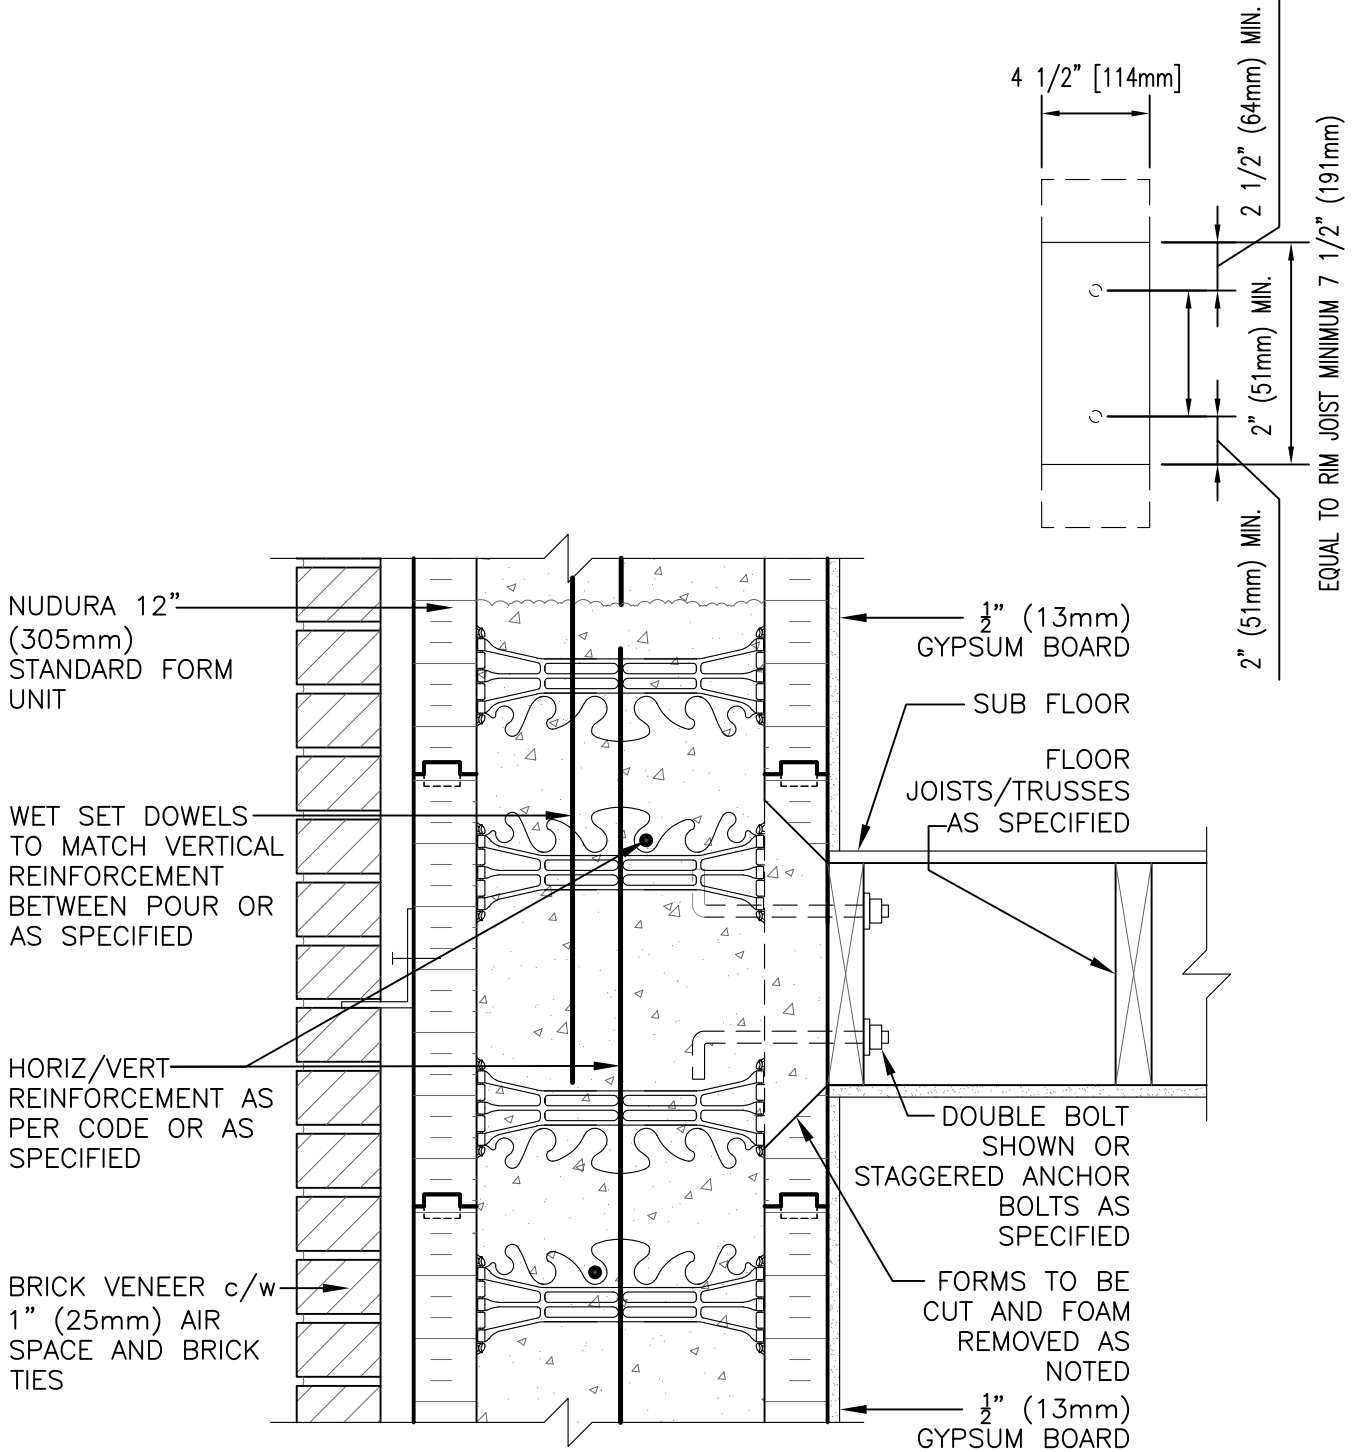 4 1/2" [114mm]
2 1/2" (64mm) MIN.
2" (51mm) MIN.
2" (51mm) MIN.
EQUAL TO RIM JOIST MINIMUM 7 1/2" (191mm)
NUDURA 12"
(305mm)
STANDARD FORM
UNIT
WET SET DOWELS
TO MATCH VERTICAL
REINFORCEMENT
BETWEEN POUR OR
AS SPECIFIED
HORIZ/VERT
REINFORCEMENT AS
PER CODE OR AS
SPECIFIED
BRICK VENEER c/w
1" (25mm) AIR
SPACE AND BRICK
TIES
1/2" (13mm)
GYPSUM BOARD
SUB FLOOR
FLOOR
JOISTS/TRUSSES
AS SPECIFIED
DOUBLE BOLT
SHOWN OR
STAGGERED ANCHOR
BOLTS AS
SPECIFIED
FORMS TO BE
CUT AND FOAM
REMOVED AS
NOTED
1/2" (13mm)
GYPSUM BOARD